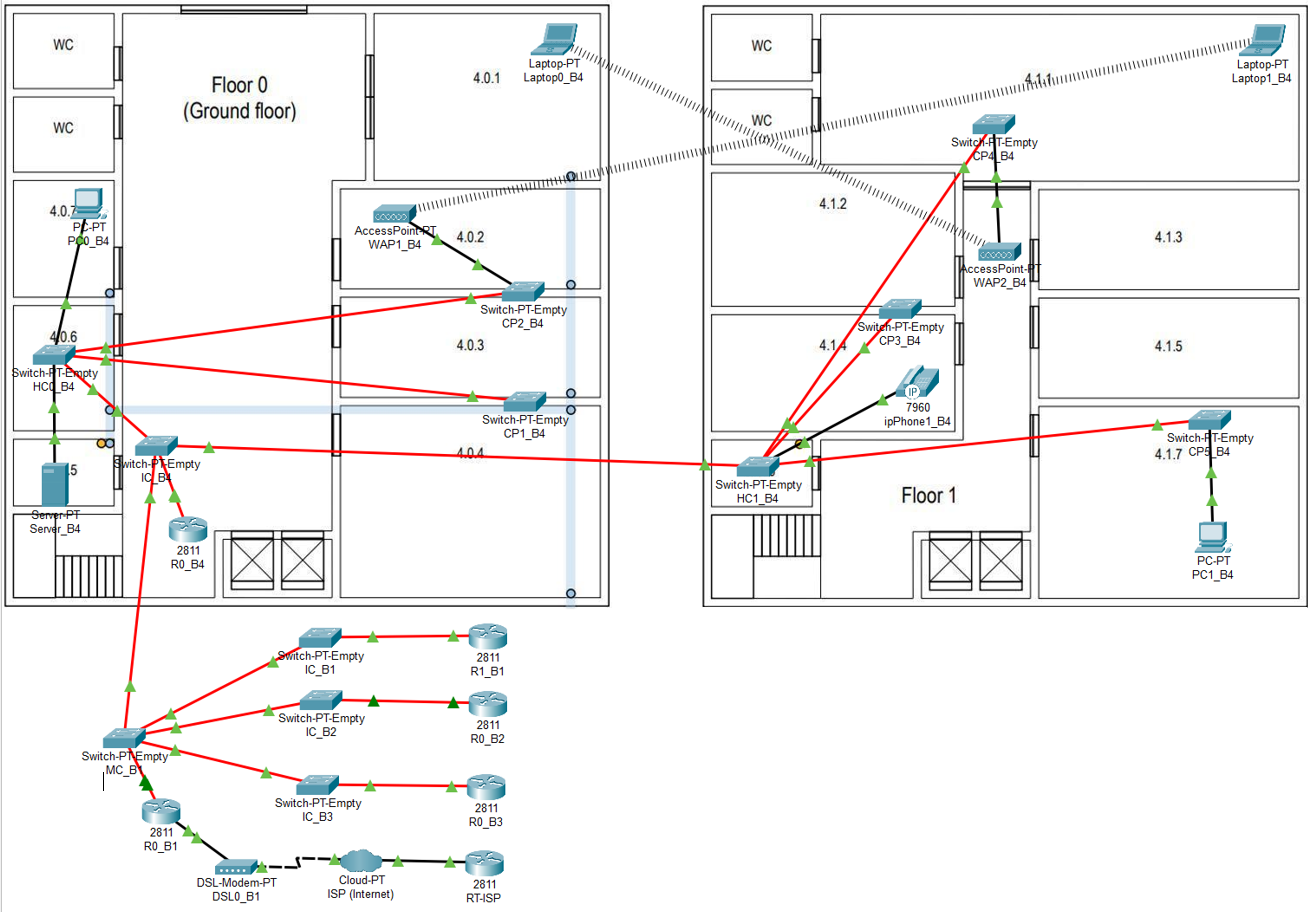 WC
Floor 0
(Ground floor)
4.0.1
Laptop-PT
Laptop0_B4
WC
4.0.7
PC-PT
PC0_B4
AccessPoint-PT
WAP1_B4
4.0.2
Switch-PT-Empty
CP2_B4
4.0.6
Switch-PT-Empty
HC0_B4
4.0.3
Switch-PT-Empty
CP1_B4
4.0.4
Switch-PT-Empty
IC_B4
5
Server-PT
Server_B4
2811
R0_B4
WC
4.1.1
Laptop-PT
Laptop1_B4
WC
Switch-PT-Empty
CP4_B4
4.1.2
4.1.3
AccessPoint-PT
WAP2_B4
Switch-PT-Empty
CP3_B4
4.1.4
4.1.5
IP
7960
ipPhone1_B4
Switch-PT-Empty
CP5_B4
4.1.7
Switch-PT-Empty
HC1_B4
Floor 1
PC-PT
PC1_B4
Switch-PT-Empty
IC_B1
2811
R1_B1
Switch-PT-Empty
IC_B2
2811
R0_B2
Switch-PT-Empty
MC_B1
Switch-PT-Empty
IC_B3
2811
R0_B3
2811
R0_B1
DSL-Modem-PT
DSL0_B1
Cloud-PT
ISP (Internet)
2811
RT-ISP